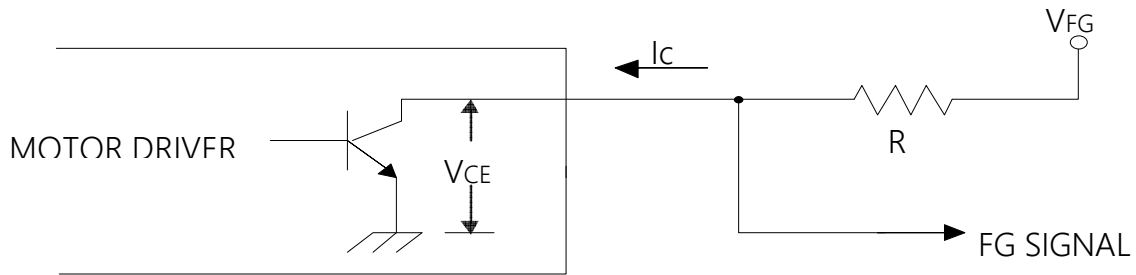 VFG
Ic
R
MOTOR DRIVER
VCE
FG SIGNAL